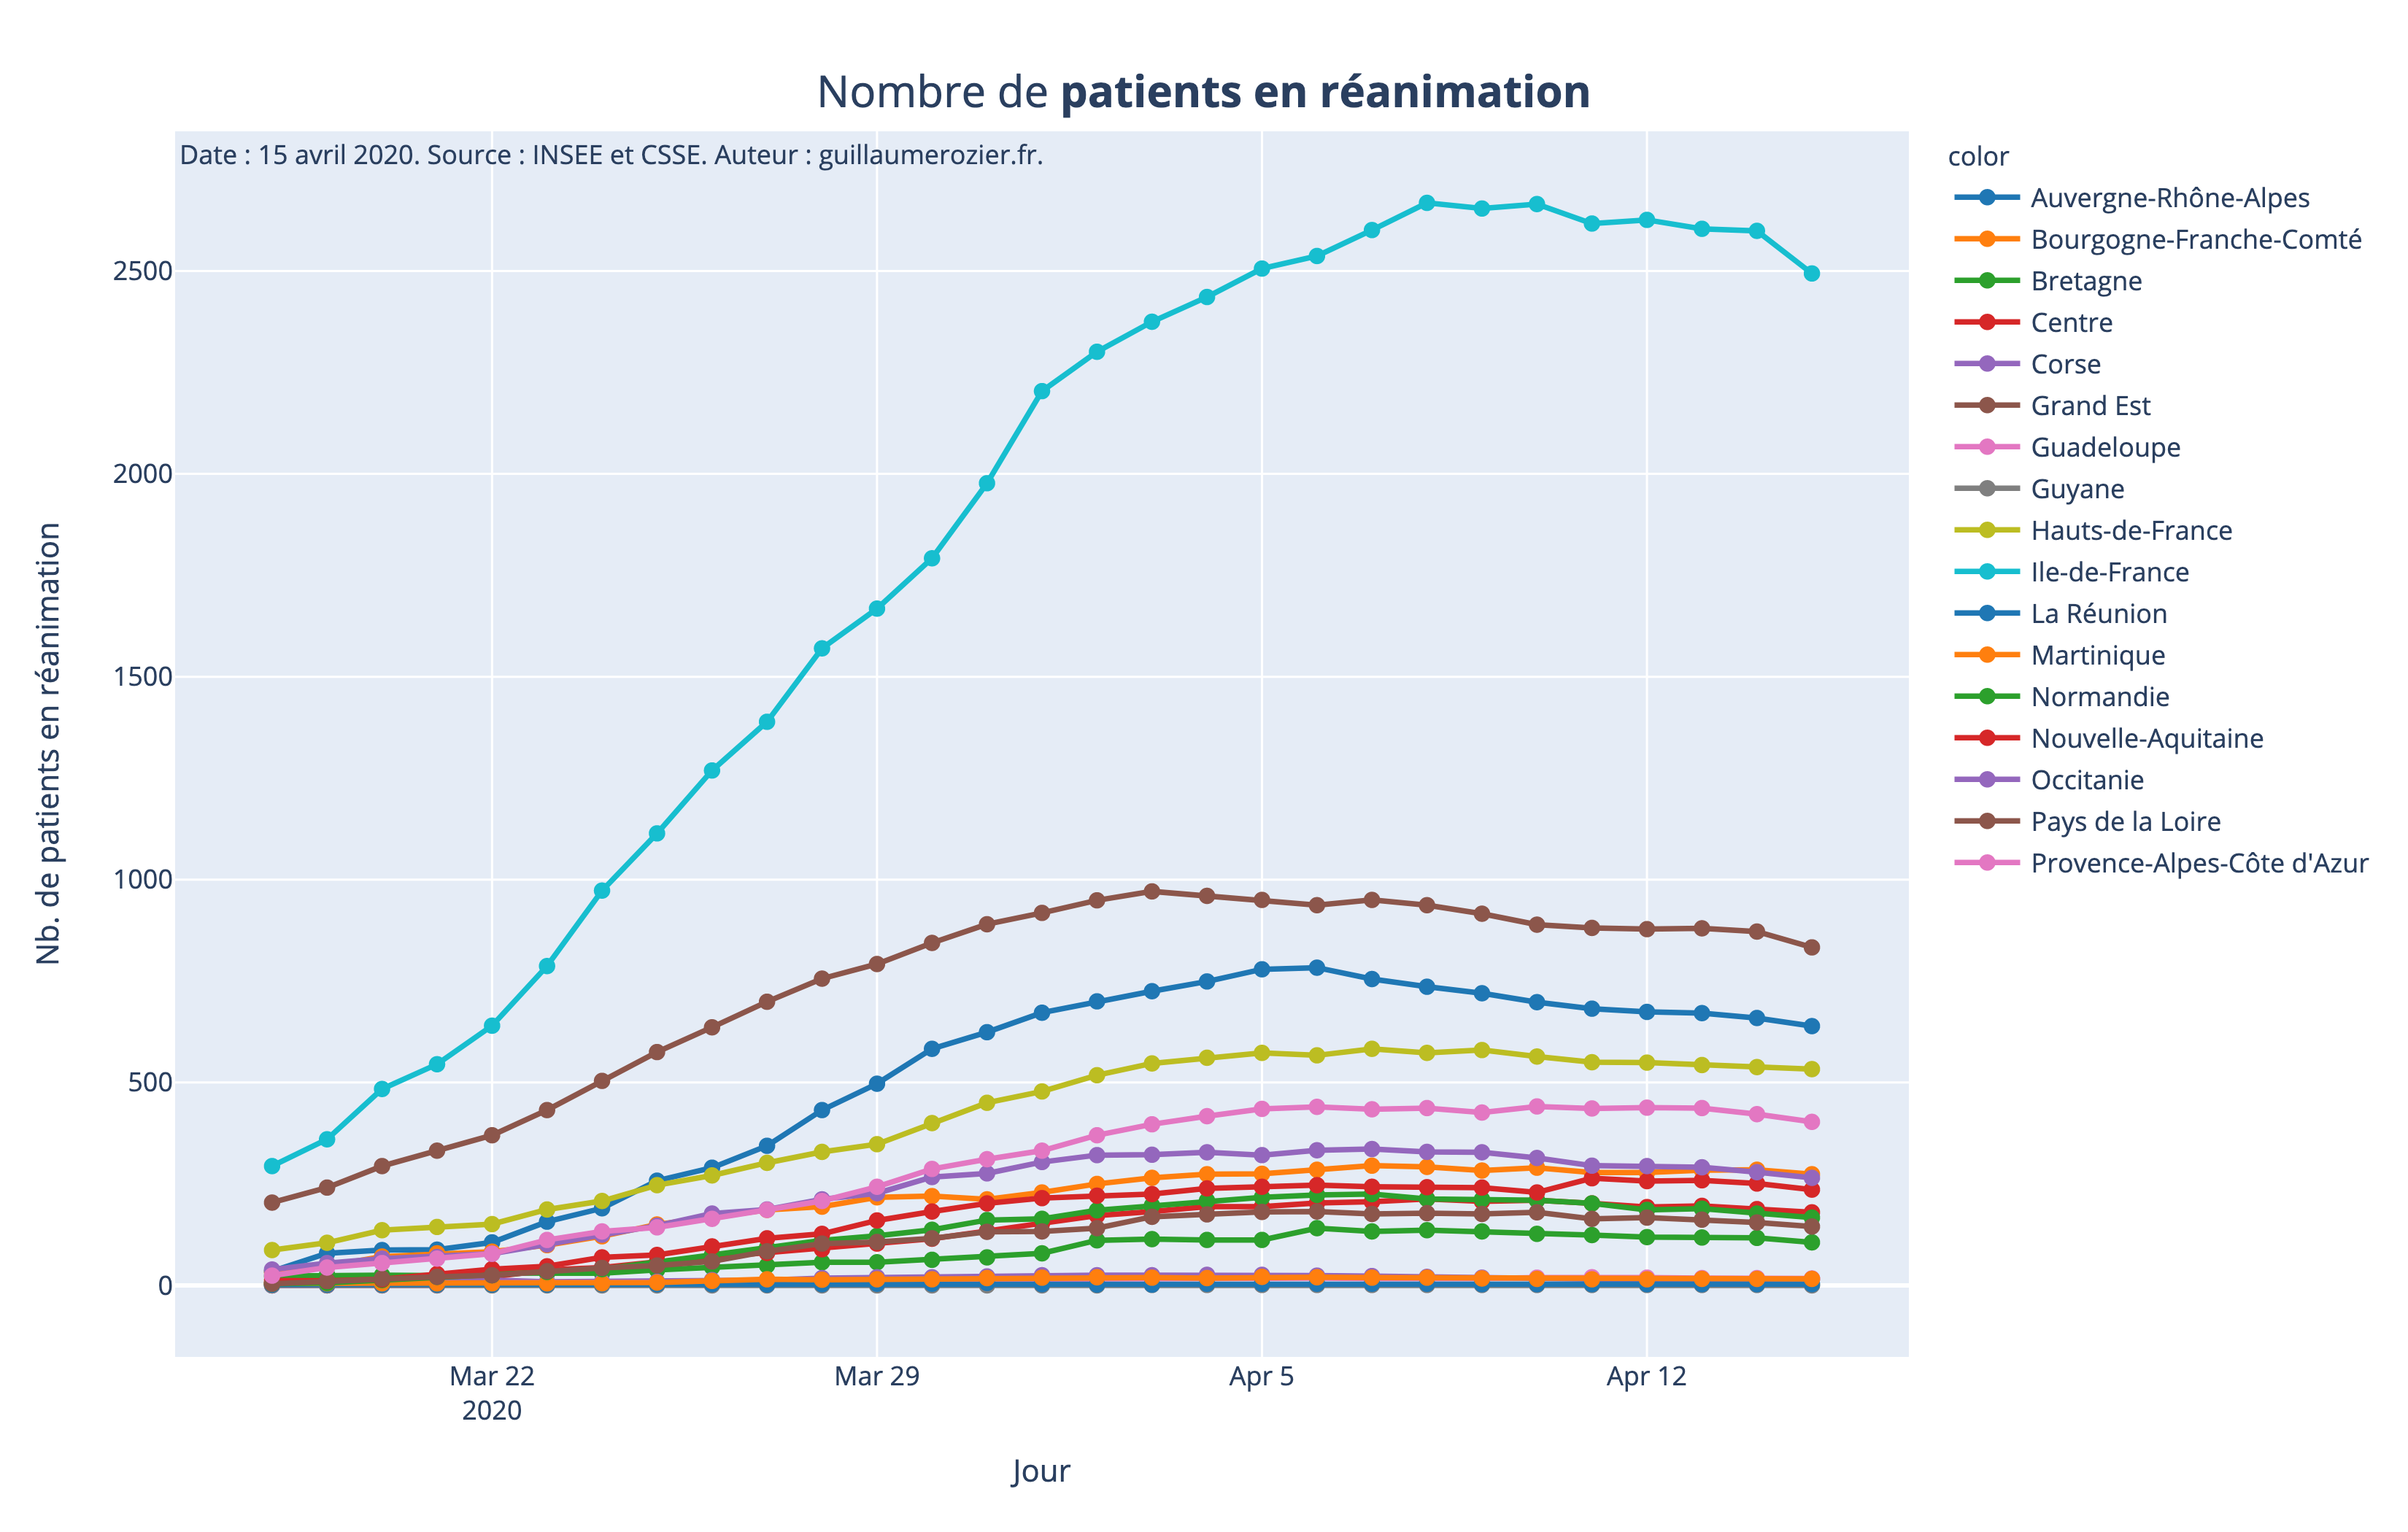 Nombre de patients en réanimation
Date : 15 avril 2020. Source : INSEE et CSSE. Auteur : guillaumerozier.fr.
color
Auvergne-Rhône-Alpes
Bourgogne-Franche-Comté
Bretagne
Centre
Corse
Grand Est
Guadeloupe
Guyane
Hauts-de-France
Ile-de-France
La Réunion
Martinique
Normandie
Nouvelle-Aquitaine
Occitanie
Pays de la Loire
Provence-Alpes-Côte d'Azur
Nb. de patients en réanimation
2500
2000
1500
1000
500
0
Mar 22
2020
Mar 29
Apr 5
Apr 12
Jour